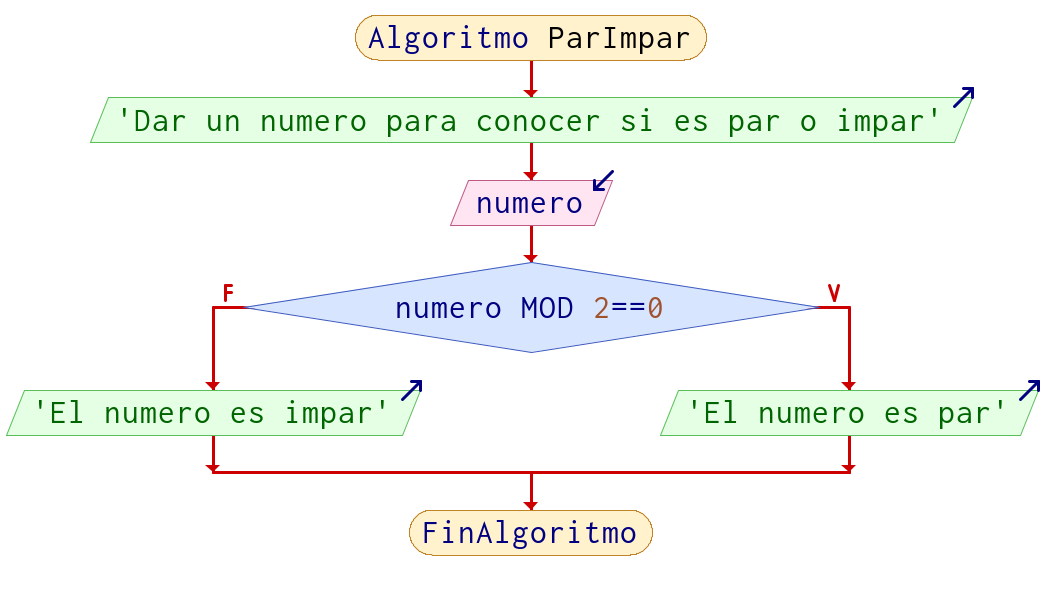 Algoritmo ParImpar
'Dar un numero para conocer si es par o impar'
numero
F
V
numero MOD 2==0
'El numero es impar'
'El numero es par'
FinAlgoritmo